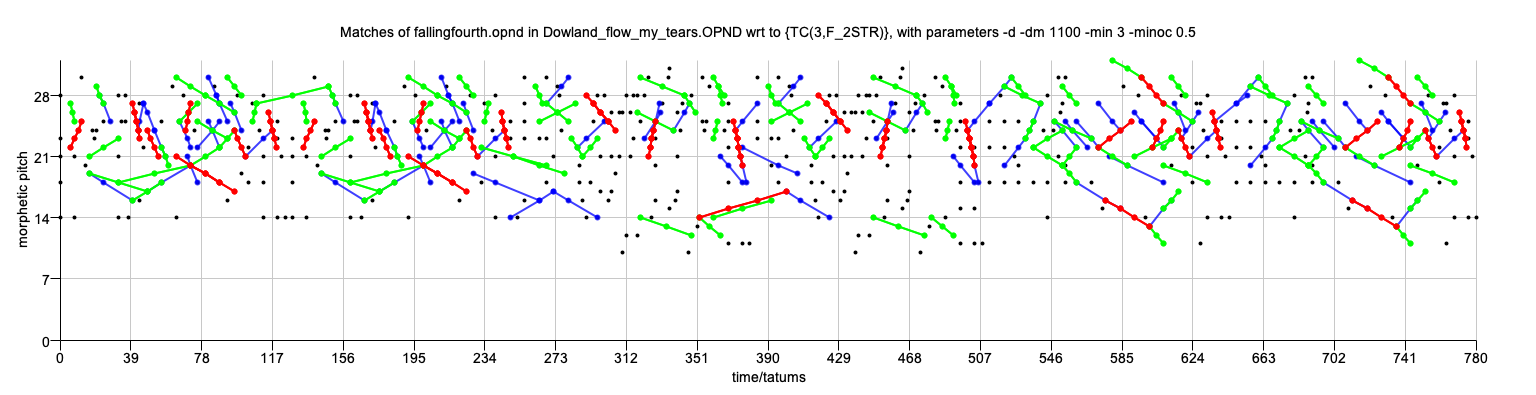 Matches of fallingfourth.opnd in Dowland_flow_my_tears.OPND wrt to {TC(3,F_2STR)}, with parameters -d -dm 1100 -min 3 -minoc 0.5
morphetic pitch
28
21
14
7
0
0 39 78 117 156 195 234 273 312 351 390 429 468 507 546 585 624 663 702 741 780
time/tatums